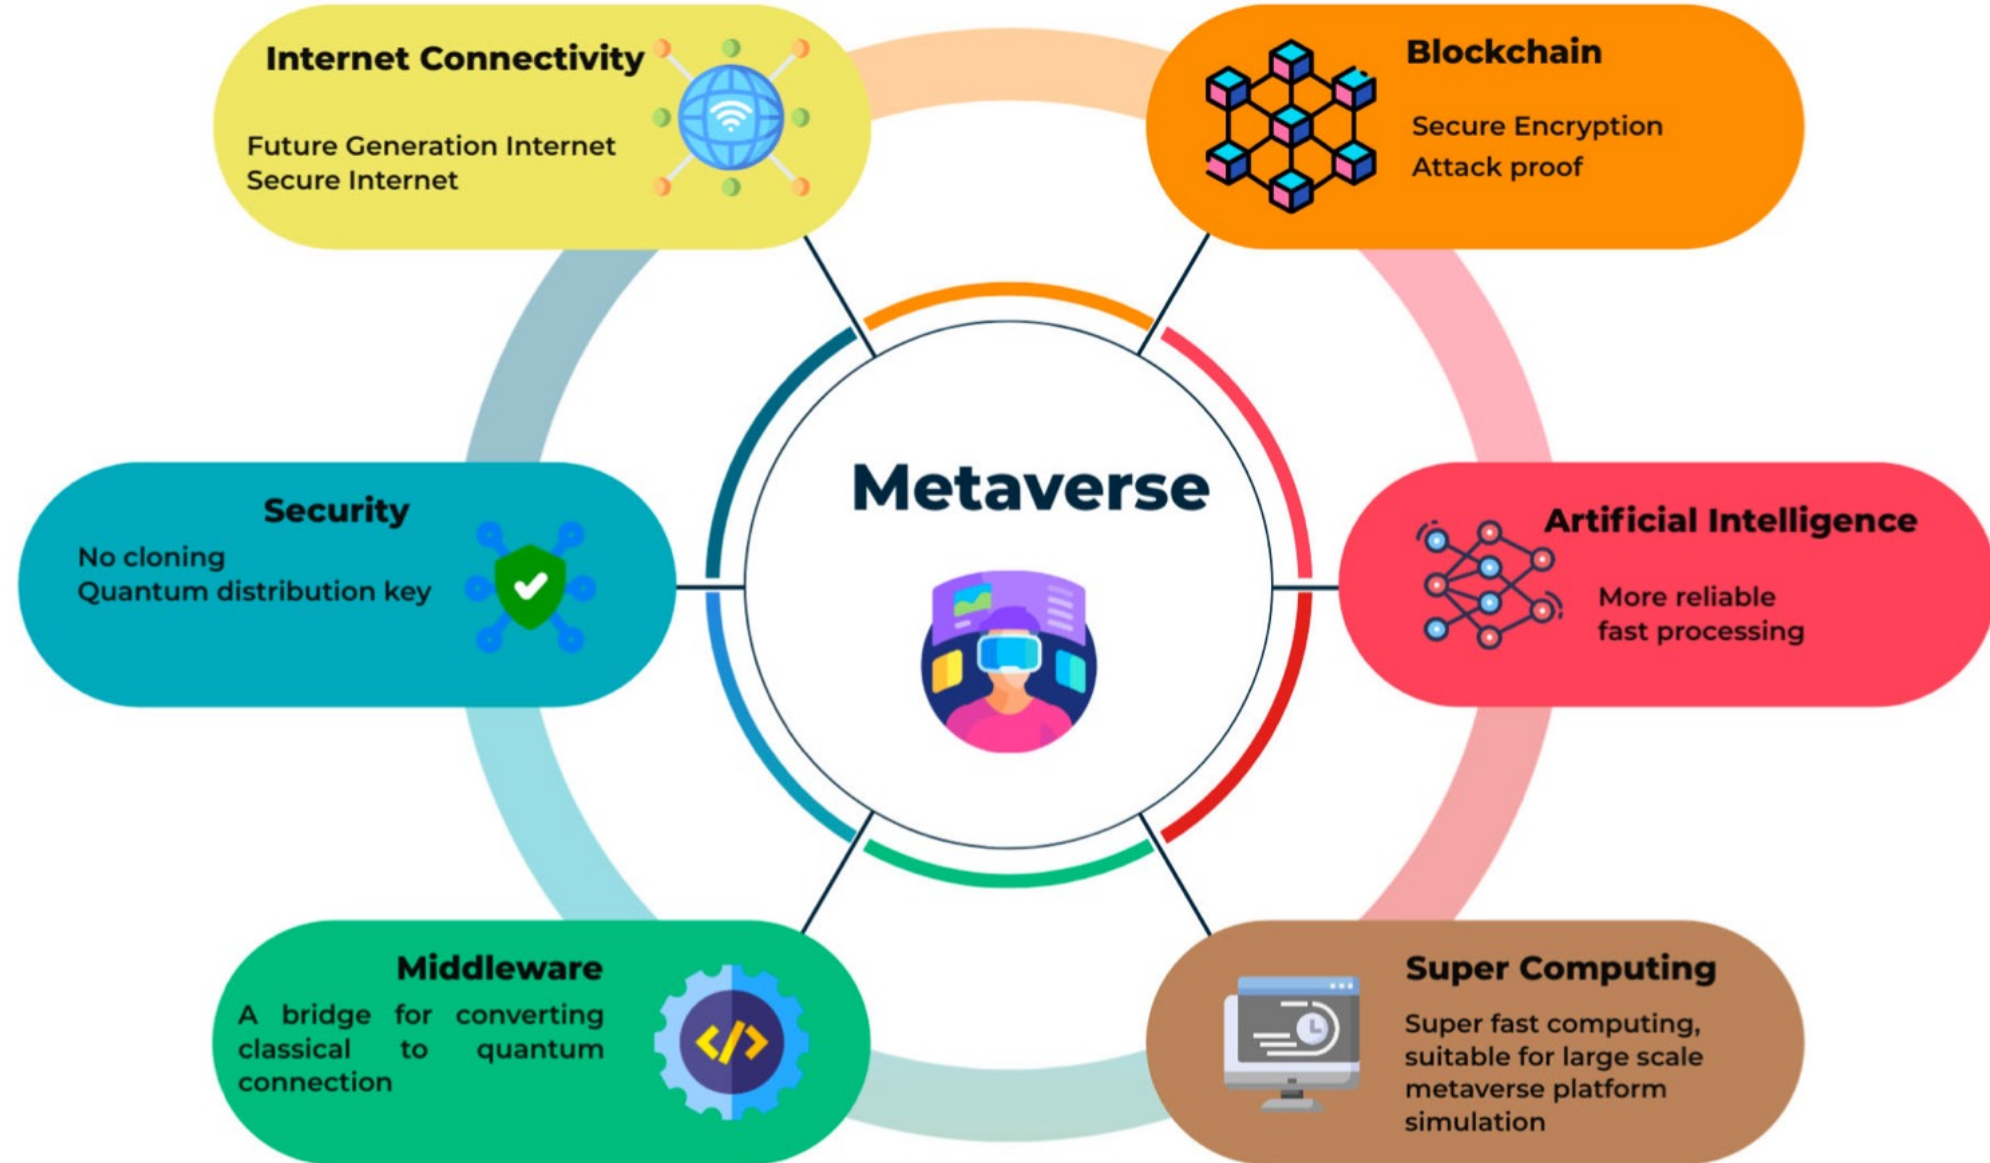 Internet Connectivity
Future Generation Internet
Secure Internet
Blockchain
Secure Encryption
Attack proof
Security
No cloning
Quantum distribution key
Metaverse
Artificial Intelligence
More reliable
fast processing
Middleware
A bridge for converting
classical to quantum
connection
Super Computing
Super fast computing,
suitable for large scale
metaverse platform
simulation